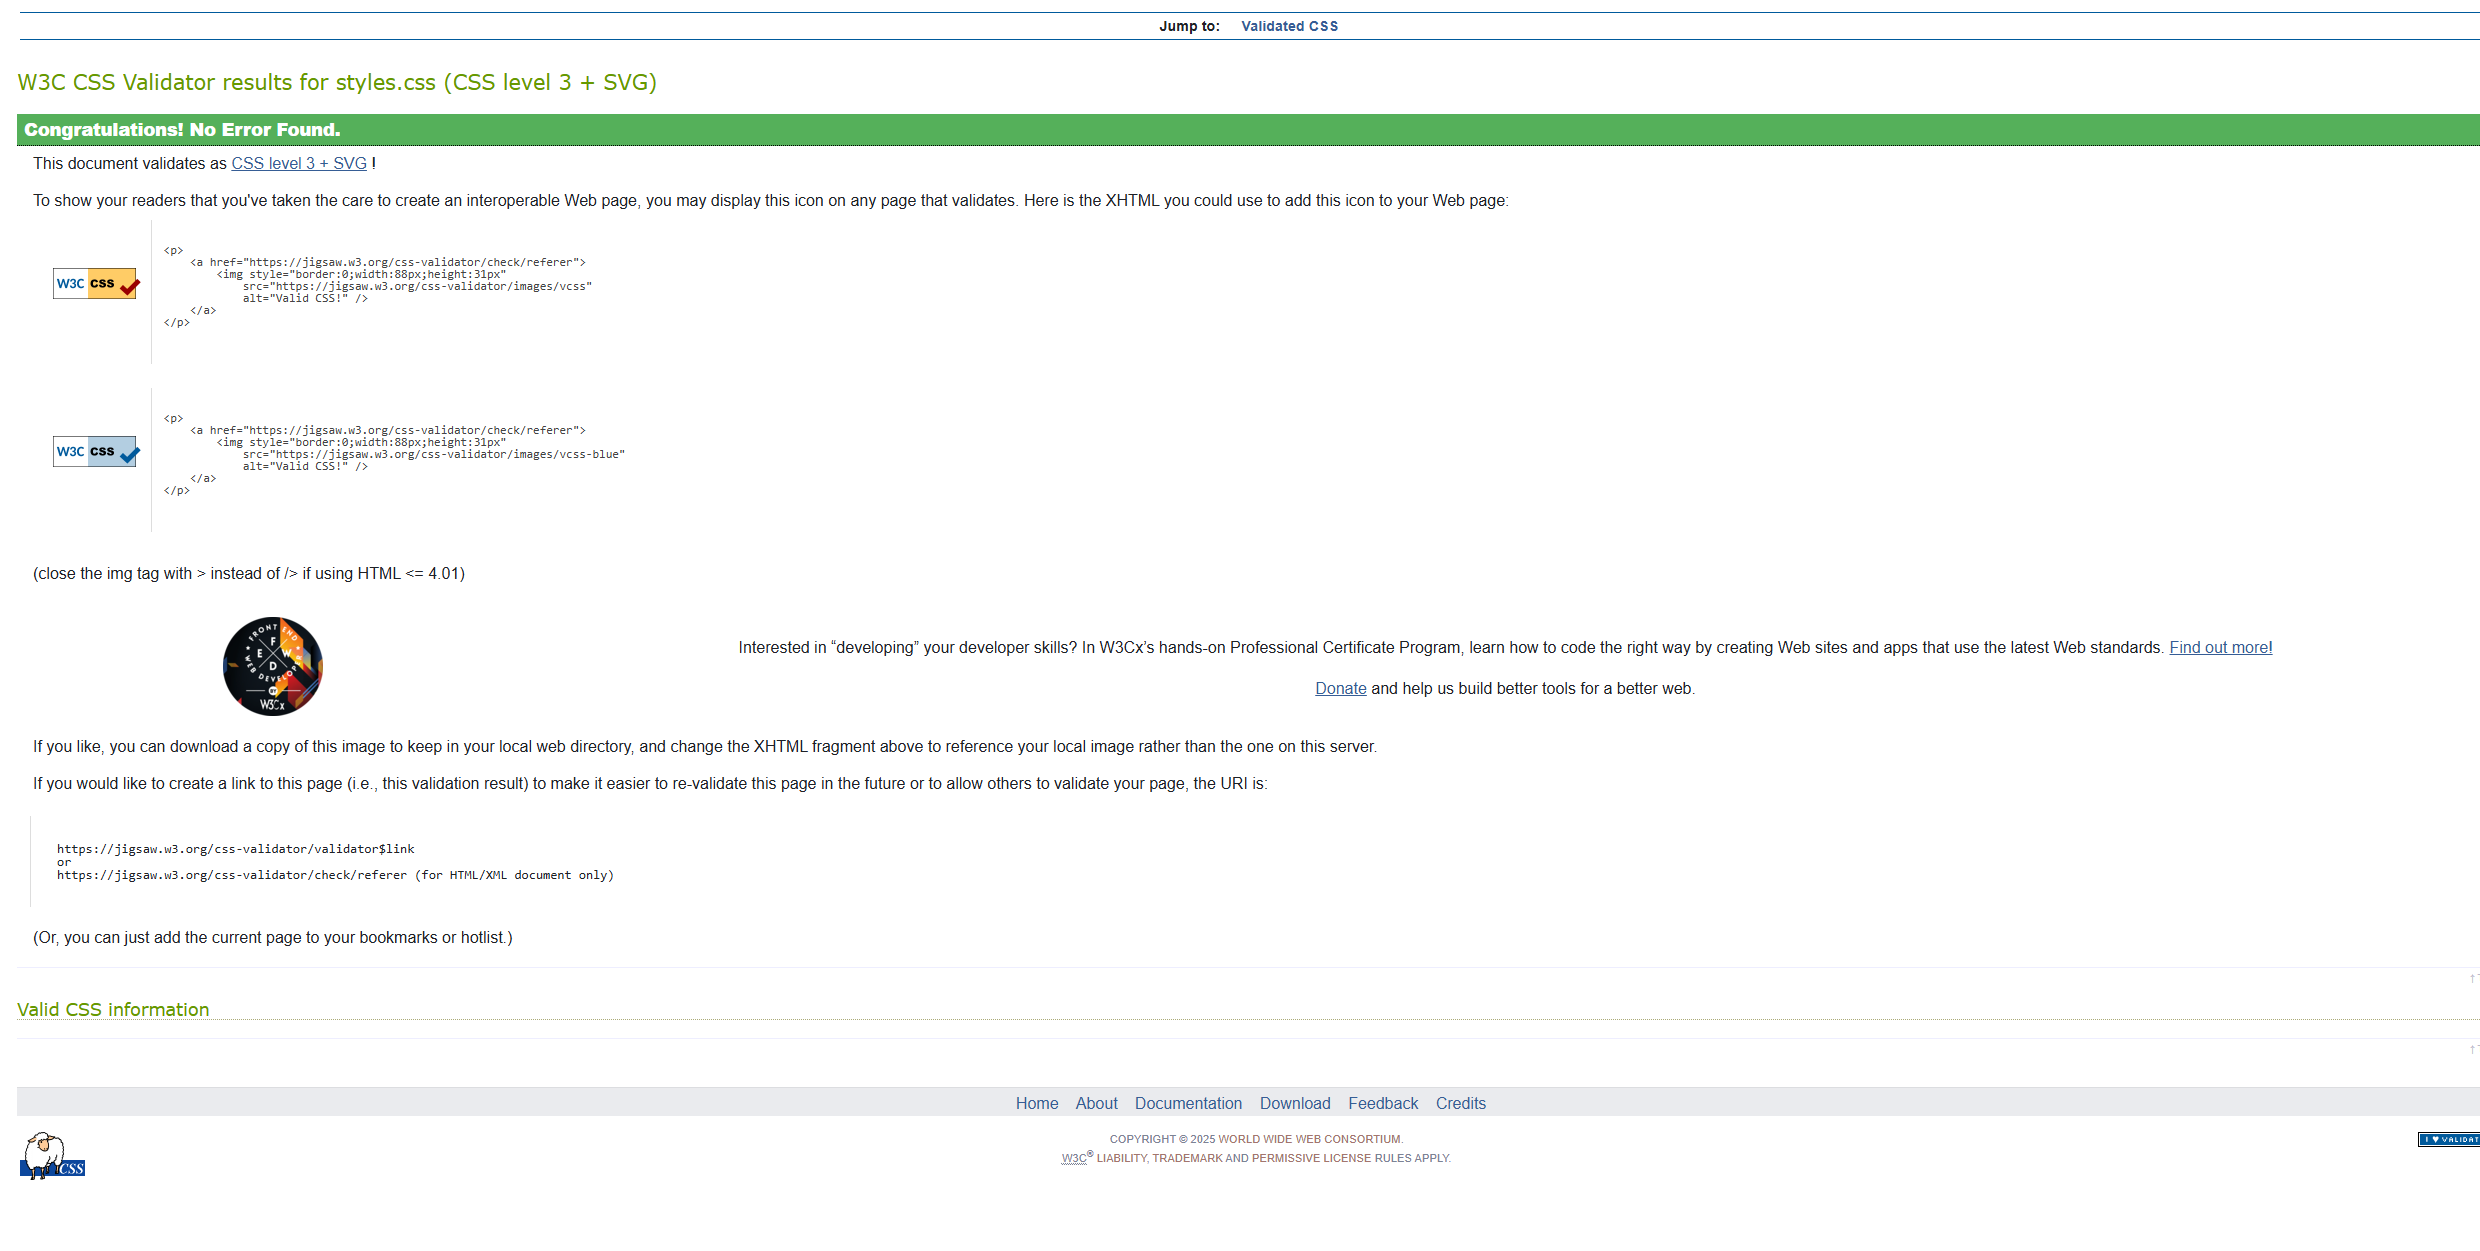 Jump to: Validated CSS
W3C CSS Validator results for styles.css (CSS level 3 + SVG)
Congratulations! No Error Found.
This document validates as CSS level 3 + SVG !
To show your readers that you've taken the care to create an interoperable Web page, you may display this icon on any page that validates. Here is the XHTML you could use to add this icon to your Web page:
W3C css
<p>
    <a href="https://jigsaw.w3.org/css-validator/check/referer">
        <img style="border:0;width:88px;height:31px"
            src="https://jigsaw.w3.org/css-validator/images/vcss"
            alt="Valid CSS!" />
    </a>
</p>
W3C css
<p>
    <a href="https://jigsaw.w3.org/css-validator/check/referer">
        <img style="border:0;width:88px;height:31px"
            src="https://jigsaw.w3.org/css-validator/images/vcss-blue"
            alt="Valid CSS!" />
    </a>
</p>
(close the img tag with > instead of /> if using HTML <= 4.01)
FRONT END
F
E W
D
WEB DEVELOPER
BY
W3Cx
Interested in “developing” your developer skills? In W3Cx’s hands-on Professional Certificate Program, learn how to code the right way by creating Web sites and apps that use the latest Web standards. Find out more!
Donate and help us build better tools for a better web.
If you like, you can download a copy of this image to keep in your local web directory, and change the XHTML fragment above to reference your local image rather than the one on this server.
If you would like to create a link to this page (i.e., this validation result) to make it easier to re-validate this page in the future or to allow others to validate your page, the URI is:
https://jigsaw.w3.org/css-validator/validator$link
or
https://jigsaw.w3.org/css-validator/check/referer (for HTML/XML document only)
(Or, you can just add the current page to your bookmarks or hotlist.)
↑
Valid CSS information
↑
Home About Documentation Download Feedback Credits
CSS
COPYRIGHT © 2025 WORLD WIDE WEB CONSORTIUM.
W3C® LIABILITY, TRADEMARK AND PERMISSIVE LICENSE RULES APPLY.
I ♥ VALIDAT